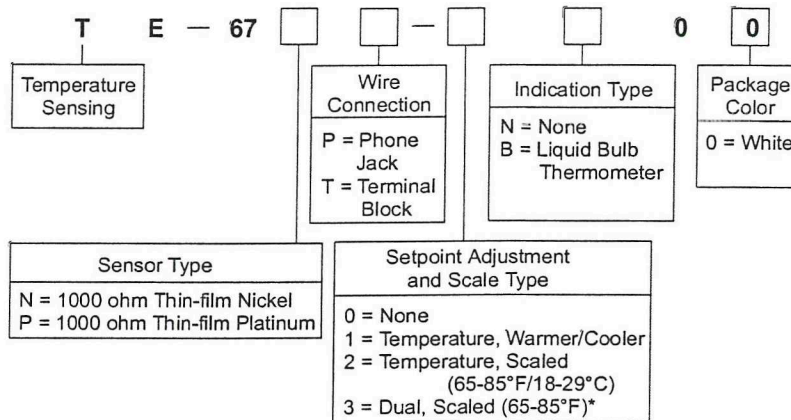 T E – 67 – 0 0
Temperature
Sensing
Wire
Connection
P = Phone
Jack
T = Terminal
Block
Indication Type
N = None
B = Liquid Bulb
Thermometer
Package
Color
0 = White
Sensor Type
N = 1000 ohm Thin-film Nickel
P = 1000 ohm Thin-film Platinum
Setpoint Adjustment
and Scale Type
0 = None
1 = Temperature, Warmer/Cooler
2 = Temperature, Scaled
(65-85°F/18-29°C)
3 = Dual, Scaled (65-85°F)*